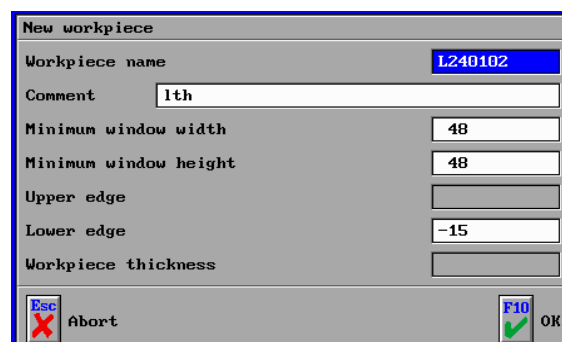 New workpiece
Workpiece name L240102
Comment lth
Minimum window width 48
Minimum window height 48
Upper edge
Lower edge -15
Workpiece thickness
Esc Abort F10 OK